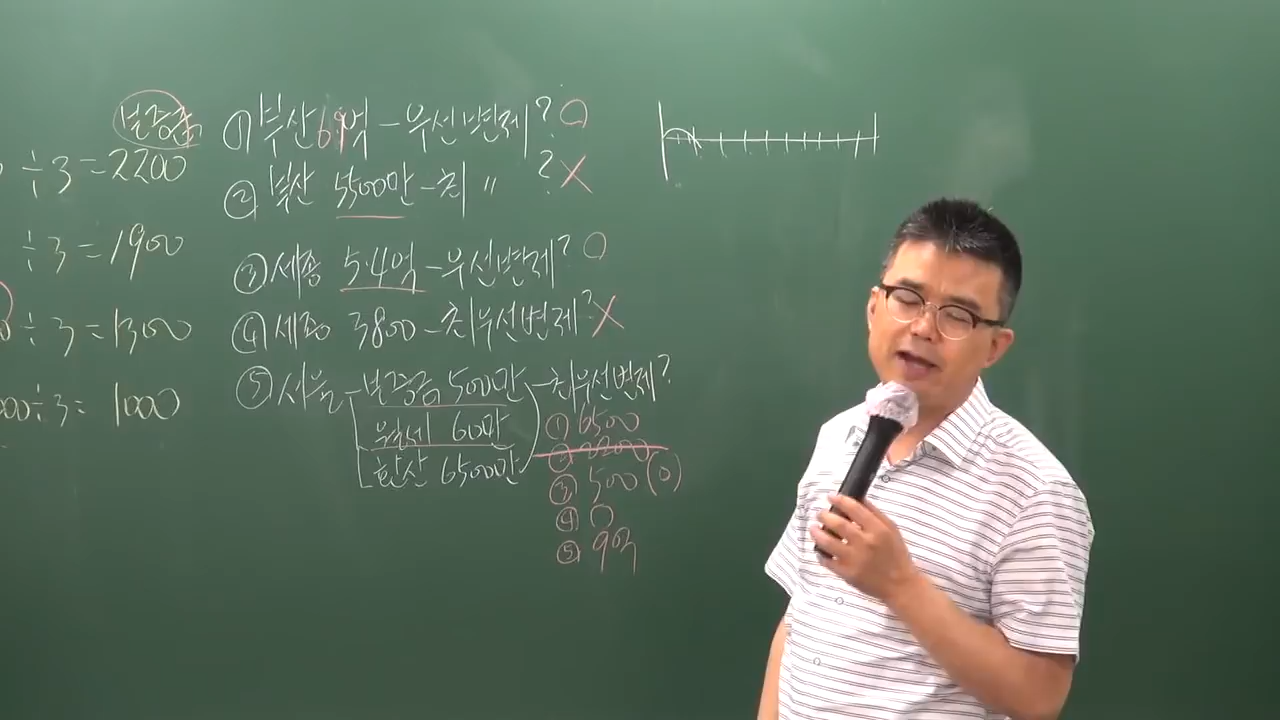 보증금
÷3=2200
÷3=1900
÷3=1300
000÷3= 1000
① 부산 6.9억 - 우선변제? O
② 부산 5500만 - 최 〃 ? X
③ 세종 5.4억 - 우선변제? O
④ 세종 3800 - 최우선변제? X
⑤ 서울 - 보증금 500만 - 최우선변제?
월세 60만
환산 6500만
① 6500
③ 500 (O)
④ 0
⑤ 9억